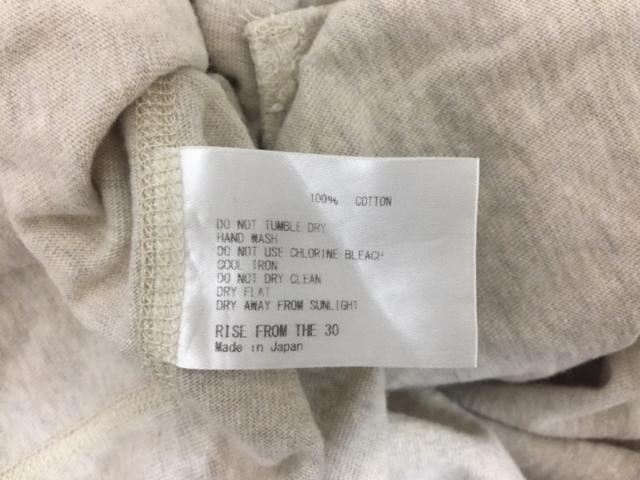 100% COTTON
DO NOT TUMBLE DRY
HAND WASH
DO NOT USE CHLORINE BLEACH
COOL IRON
DO NOT DRY CLEAN
DRY FLAT
DRY AWAY FROM SUNLIGHT
RISE FROM THE 30
Made in Japan